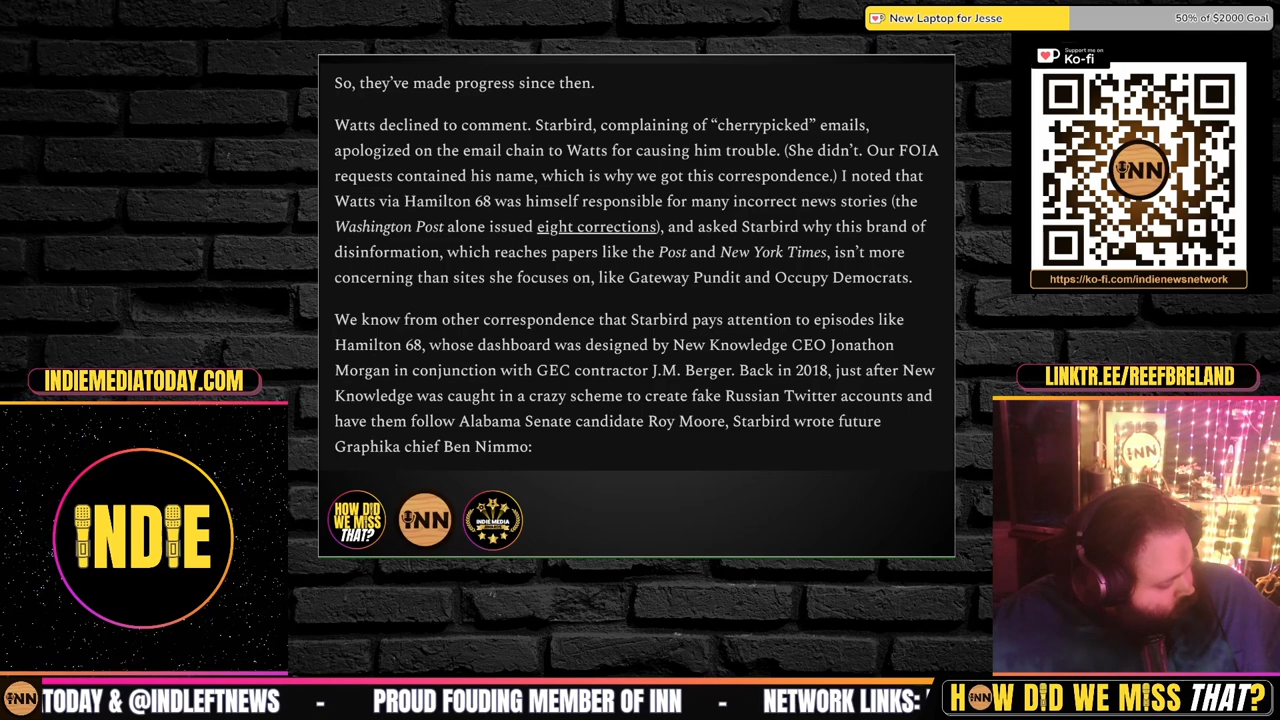 New Laptop for Jesse
50% of $2000 Goal
Support me on
Ko-fi
INN
https://ko-fi.com/indienewsnetwork
So, they've made progress since then.
Watts declined to comment. Starbird, complaining of “cherrypicked” emails,
apologized on the email chain to Watts for causing him trouble. (She didn't. Our FOIA
requests contained his name, which is why we got this correspondence.) I noted that
Watts via Hamilton 68 was himself responsible for many incorrect news stories (the
Washington Post alone issued eight corrections), and asked Starbird why this brand of
disinformation, which reaches papers like the Post and New York Times, isn't more
concerning than sites she focuses on, like Gateway Pundit and Occupy Democrats.
We know from other correspondence that Starbird pays attention to episodes like
Hamilton 68, whose dashboard was designed by New Knowledge CEO Jonathon
Morgan in conjunction with GEC contractor J.M. Berger. Back in 2018, just after New
Knowledge was caught in a crazy scheme to create fake Russian Twitter accounts and
have them follow Alabama Senate candidate Roy Moore, Starbird wrote future
Graphika chief Ben Nimmo:
HOW DID
WE MISS
THAT?
INN
INDIE MEDIA
INDIEMEDIATODAY.COM
INDIE
LINKTR.EE/REEFBRELAND
INN
INN
TODAY & @INDLEFTNEWS - PROUD FOUDING MEMBER OF INN - NETWORK LINKS:
HOW DID WE MISS THAT?